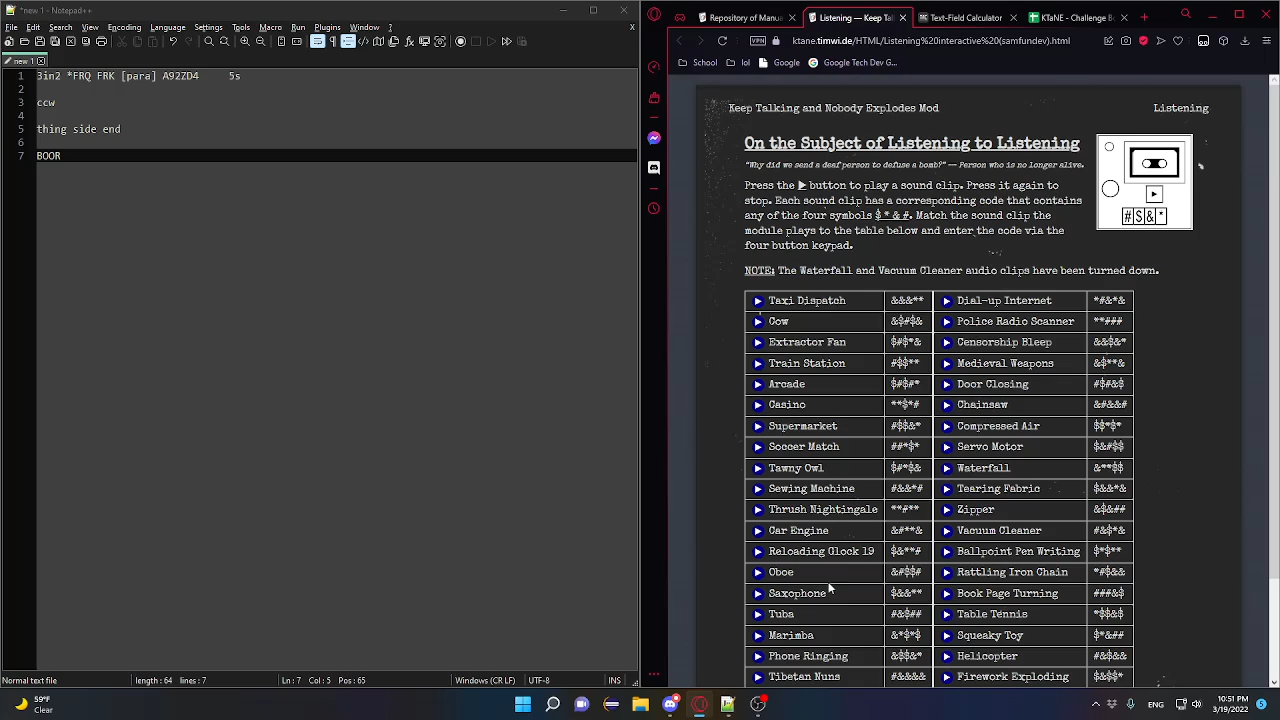 *new 1 - Notepad++
File Edit Search View Encoding Language Settings Tools Macro Run Plugins Window ? X
new 1
1 3in2 *FRQ FRK [para] A92ZD4 5s
2
3 ccw
4
5 thing side end
6
7 BOOR
Normal text file length: 64 lines: 7 Ln: 7 Col: 5 Pos: 65 Windows (CR LF) UTF-8 INS
Repository of Manua
Listening — Keep Tal
Text-Field Calculator
KTaNE - Challenge Bo
VPN ktane.timwi.de/HTML/Listening%20interactive%20(samfundev).html
School lol Google Google Tech Dev G...
Keep Talking and Nobody Explodes Mod Listening
On the Subject of Listening to Listening
"Why did we send a deaf person to defuse a bomb?" — Person who is no longer alive.
Press the ▶ button to play a sound clip. Press it again to
stop. Each sound clip has a corresponding code that contains
any of the four symbols $ * & #. Match the sound clip the
module plays to the table below and enter the code via the
four button keypad.
# $ & *
NOTE: The Waterfall and Vacuum Cleaner audio clips have been turned down.
Taxi Dispatch &&&** Dial-up Internet *#&*&
Cow &$#$& Police Radio Scanner **###
Extractor Fan $#$*& Censorship Bleep &&$&*
Train Station #$$** Medieval Weapons &$**&
Arcade $#$#* Door Closing #$#&$
Casino **$*# Chainsaw &#&&#
Supermarket #$$&* Compressed Air $$*$*
Soccer Match ##*$* Servo Motor $&#$$
Tawny Owl $#*$& Waterfall &**$$
Sewing Machine #&&*# Tearing Fabric $&&*&
Thrush Nightingale **#** Zipper &$&##
Car Engine &#**& Vacuum Cleaner #&$*&
Reloading Glock 19 $&**# Ballpoint Pen Writing $*$**
Oboe &#$$# Rattling Iron Chain *#$&&
Saxophone $&&** Book Page Turning ###&$
Tuba #&$## Table Tennis *$$&$
Marimba &*$*$ Squeaky Toy $*&##
Phone Ringing &$$&* Helicopter #&$&&
Tibetan Nuns #&&&& Firework Exploding $&$$*
59°F
Clear
ENG
10:51 PM
3/19/2022
5